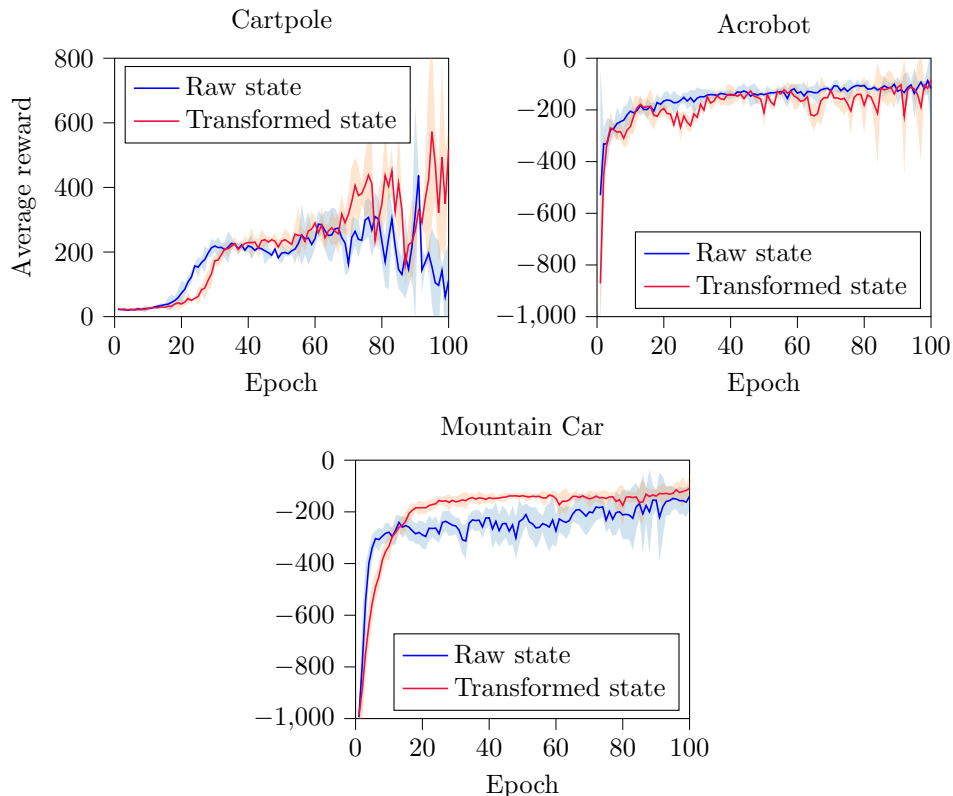 Cartpole
800
600
400
200
0
Average reward
Raw state
Transformed state
0 20 40 60 80 100
Epoch
Acrobot
−0
−200
−400
−600
−800
−1,000
Raw state
Transformed state
0 20 40 60 80 100
Epoch
Mountain Car
0
−200
−400
−600
−800
−1,000
Raw state
Transformed state
0 20 40 60 80 100
Epoch